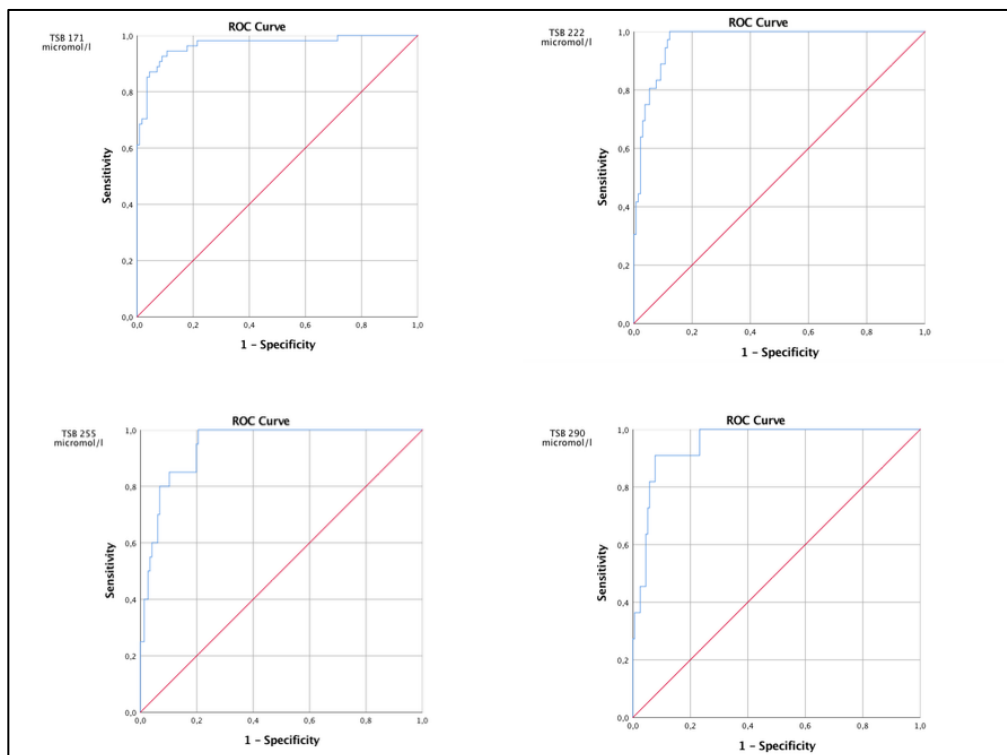 ROC Curve
TSB 171
micromol/l
1,0
0,8
0,6
0,4
0,2
0,0
Sensitivity
0,0 0,2 0,4 0,6 0,8 1,0
1 - Specificity
ROC Curve
TSB 222
micromol/l
1,0
0,8
0,6
0,4
0,2
0,0
Sensitivity
0,0 0,2 0,4 0,6 0,8 1,0
1 - Specificity
ROC Curve
TSB 255
micromol/l
1,0
0,8
0,6
0,4
0,2
0,0
Sensitivity
0,0 0,2 0,4 0,6 0,8 1,0
1 - Specificity
ROC Curve
TSB 290
micromol/l
1,0
0,8
0,6
0,4
0,2
0,0
Sensitivity
0,0 0,2 0,4 0,6 0,8 1,0
1 - Specificity